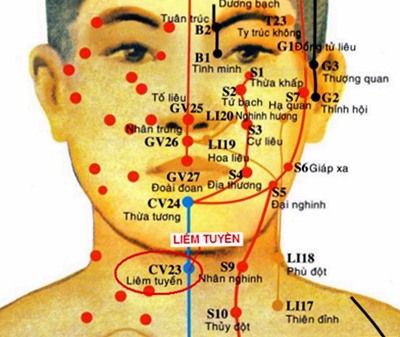 Dương bạch
Tuân trúc
T23
B2
Ty trúc không
G1 Đồng tử liêu
B1
Tinh minh
G3
Thượng quan
S1
Thừa khấp
S2
Tứ bạch
S7
Hạ quan
G2
Thính hội
Tố liêu
GV25
LI20 Nghinh hương
Nhân trung
GV26
S3
Cự liêu
LI19
Hoa liêu
S6 Giáp xa
GV27
Đoài đoan
S4
Địa thương
S5
Đại nghinh
CV24
Thừa tương
LIÊM TUYỀN
CV23
Liêm tuyền
S9
Nhân nghinh
LI18
Phù đột
LI17
Thiên đỉnh
S10
Thủy đột